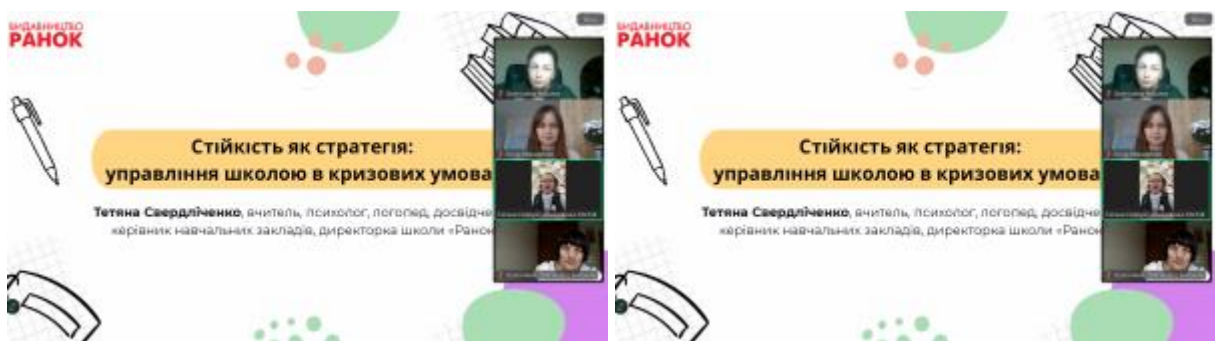 ВИДАВНИЦТВО
РАНОК
Стійкість як стратегія:
управління школою в кризових умова
Тетяна Свердліченко, вчитель, психолог, логопед, досвідче
керівник навчальних закладів, директорка школи «Ранок
ВИДАВНИЦТВО
РАНОК
Стійкість як стратегія:
управління школою в кризових умова
Тетяна Свердліченко, вчитель, психолог, логопед, досвідче
керівник навчальних закладів, директорка школи «Ранок